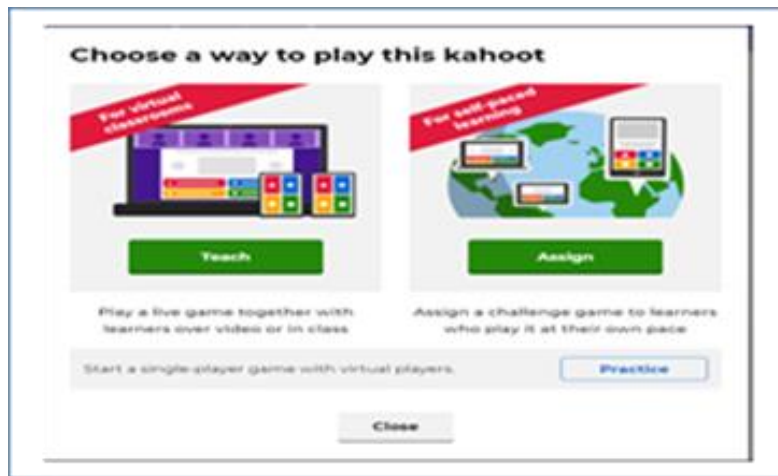 Choose a way to play this kahoot
For virtual
classrooms
For self-paced
learning
Teach
Assign
Play a live game together with
learners over video or in class
Assign a challenge game to learners
who play it at their own pace
Start a single-player game with virtual players.
Practice
Close